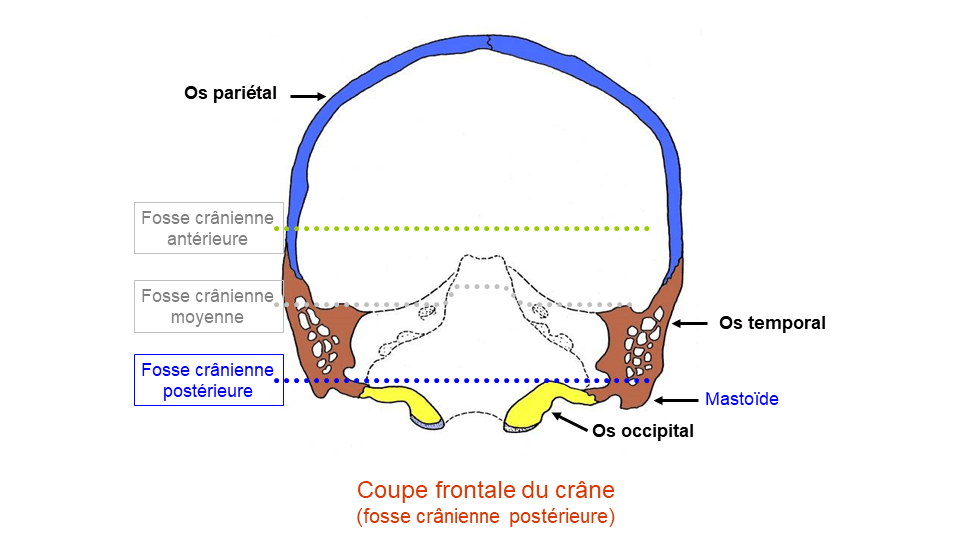 Os pariétal
Fosse crânienne
antérieure
Fosse crânienne
moyenne
Os temporal
Fosse crânienne
postérieure
Mastoïde
Os occipital
Coupe frontale du crâne
(fosse crânienne postérieure)